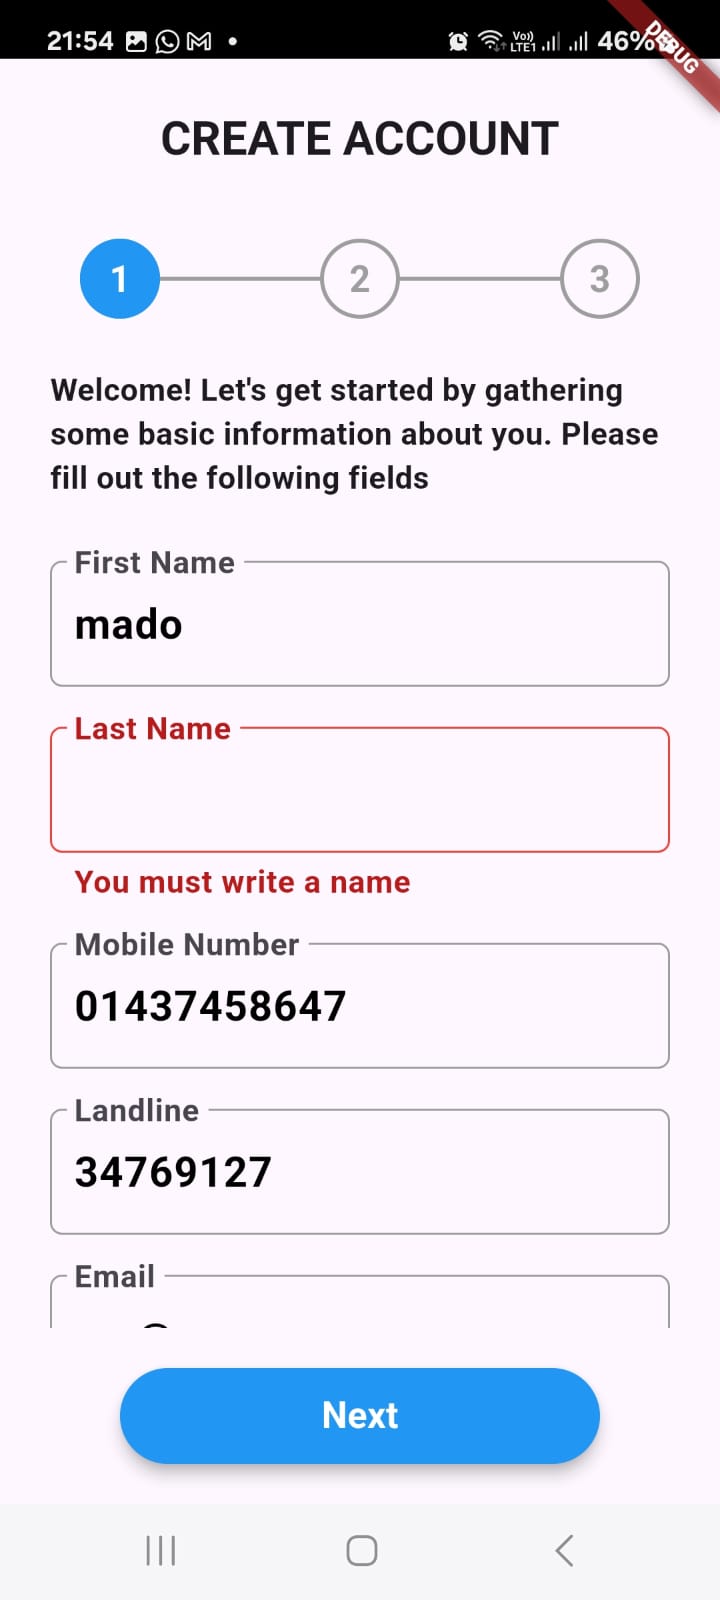 21:54
Vo)) LTE1 46%
DEBUG
CREATE ACCOUNT
1 2 3
Welcome! Let's get started by gathering
some basic information about you. Please
fill out the following fields
First Name
mado
Last Name
You must write a name
Mobile Number
01437458647
Landline
34769127
Email
Next